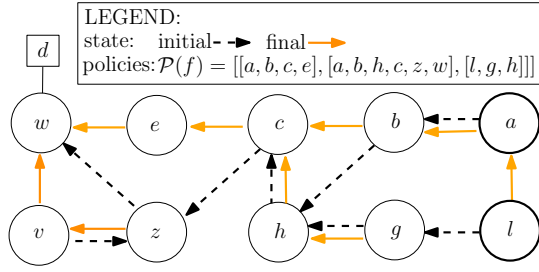 LEGEND:
state: initial final
policies: P(f) = [[a, b, c, e], [a, b, h, c, z, w], [l, g, h]]]
d
w e c b a
v z h g l